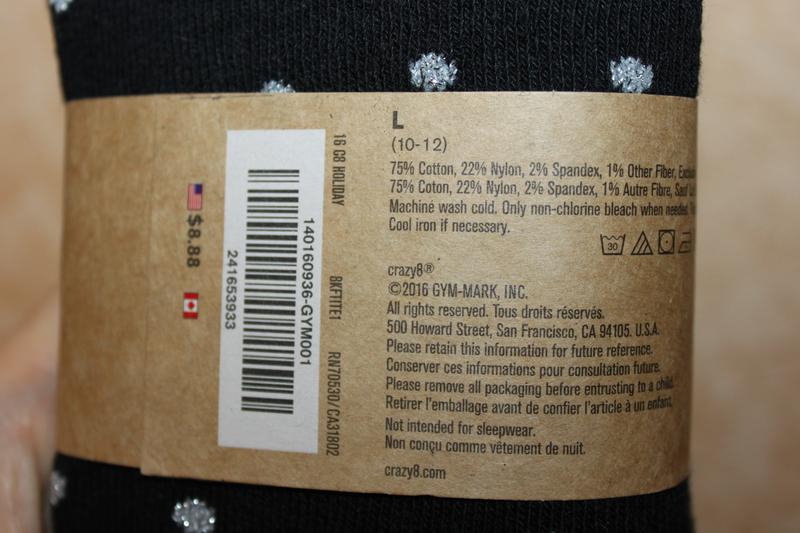 L
(10-12)
75% Cotton, 22% Nylon, 2% Spandex, 1% Other Fiber,
75% Coton, 22% Nylon, 2% Spandex, 1% Autre Fibre,
Machine wash cold. Only non-chlorine bleach when needed.
Cool iron if necessary.
30
crazy8®
©2016 GYM-MARK, INC.
All rights reserved. Tous droits réservés.
500 Howard Street, San Francisco, CA 94105. U.S.A.
Please retain this information for future reference.
Conserver ces informations pour consultation future.
Please remove all packaging before entrusting to a child.
Retirer l'emballage avant de confier l'article à un enfant.
Not intended for sleepwear.
Non conçu comme vêtement de nuit.
crazy8.com
16 C8 HOLIDAY 8KFTITE1 RN70530/CA31802
140160936-GYM001
241653933
$8.88